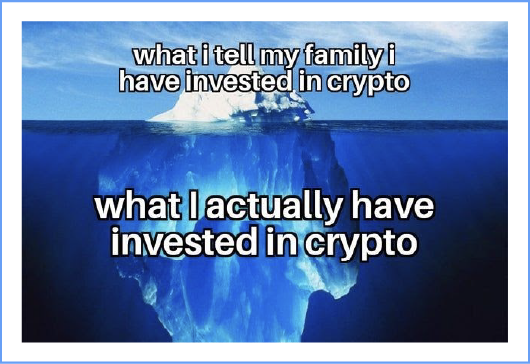 what i tell my family i
have invested in crypto
what I actually have
invested in crypto